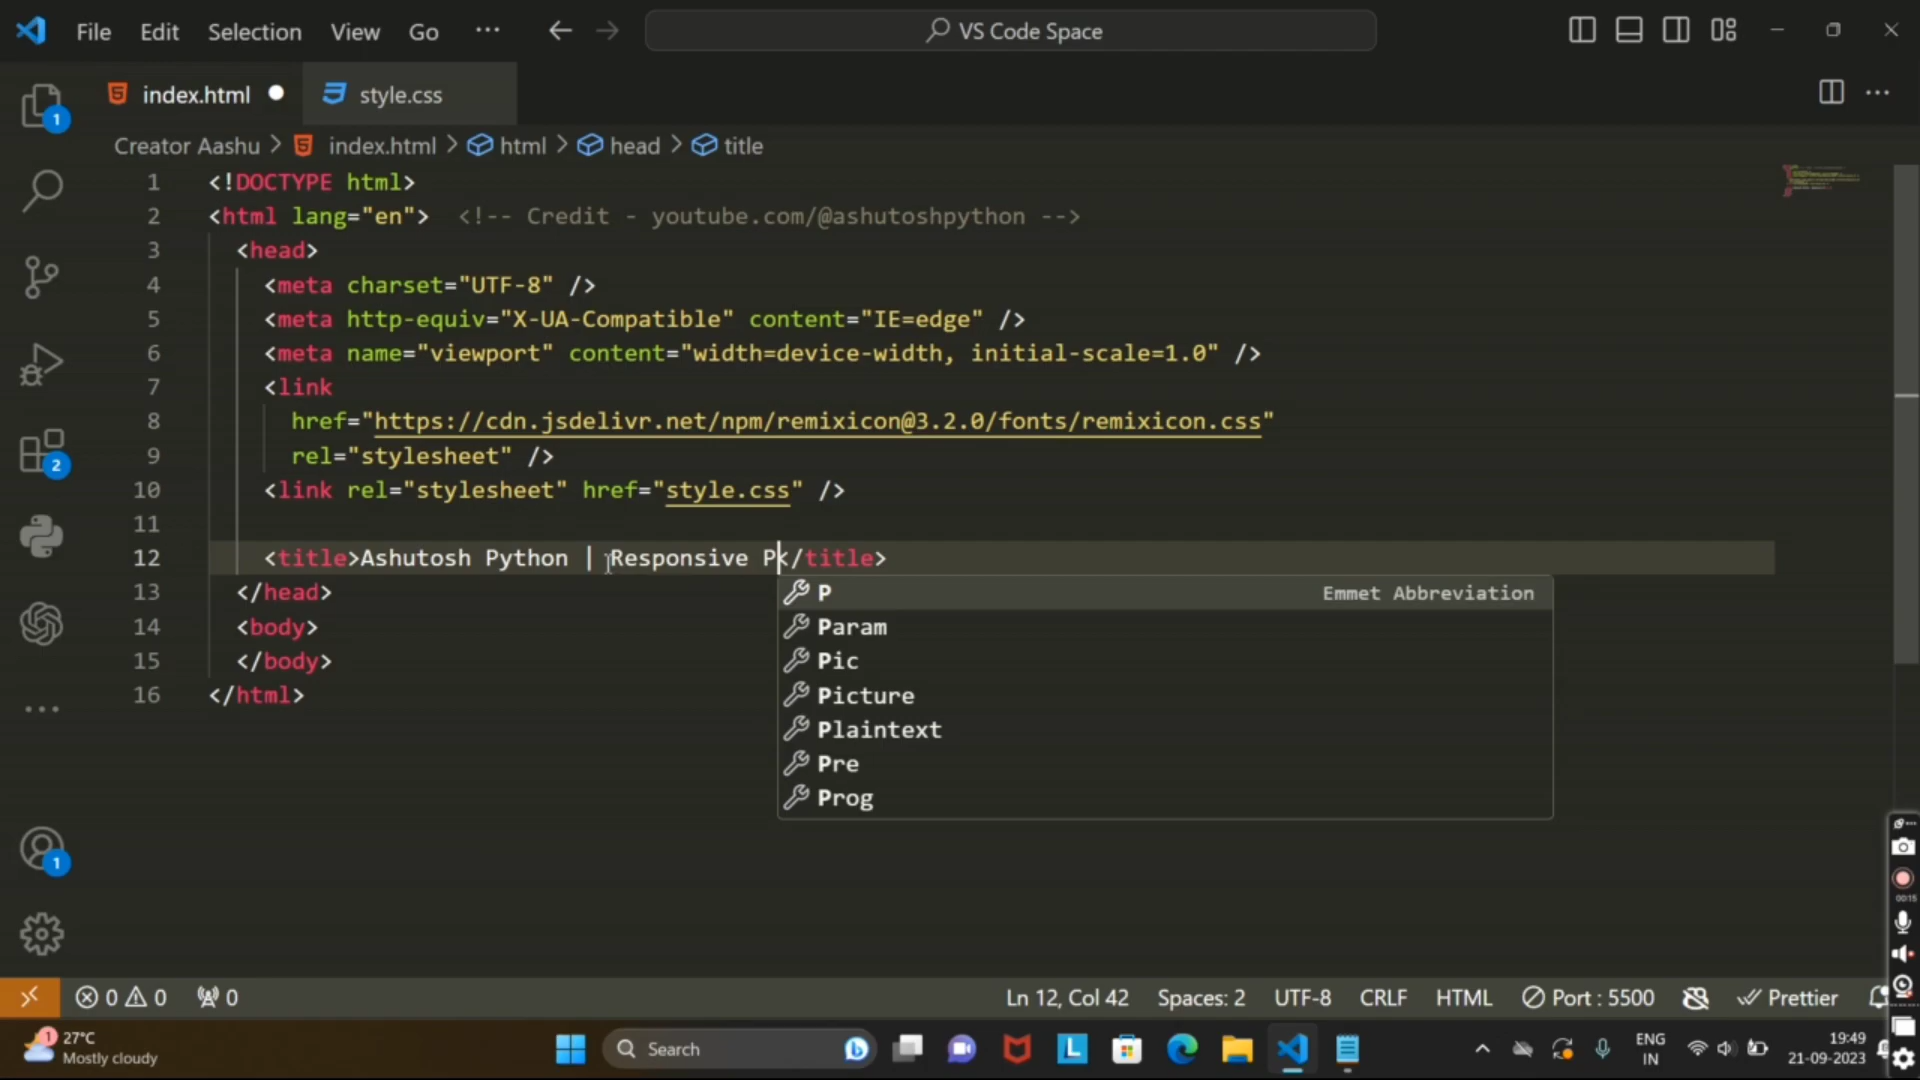 File Edit Selection View Go ··· VS Code Space
index.html style.css
Creator Aashu > index.html > html > head > title
1 <!DOCTYPE html>
2 <html lang="en"> <!-- Credit - youtube.com/@ashutoshpython -->
3 <head>
4 <meta charset="UTF-8" />
5 <meta http-equiv="X-UA-Compatible" content="IE=edge" />
6 <meta name="viewport" content="width=device-width, initial-scale=1.0" />
7 <link
8 href="https://cdn.jsdelivr.net/npm/remixicon@3.2.0/fonts/remixicon.css"
9 rel="stylesheet" />
10 <link rel="stylesheet" href="style.css" />
11
12 <title>Ashutosh Python | Responsive P</title>
13 </head>
14 <body>
15 </body>
16 </html>
P Emmet Abbreviation
Param
Pic
Picture
Plaintext
Pre
Prog
1
2
1
00:15
0 0 0 Ln 12, Col 42 Spaces: 2 UTF-8 CRLF HTML Port : 5500 Prettier
1 27°C
Mostly cloudy
Search
L
ENG
IN
19:49
21-09-2023